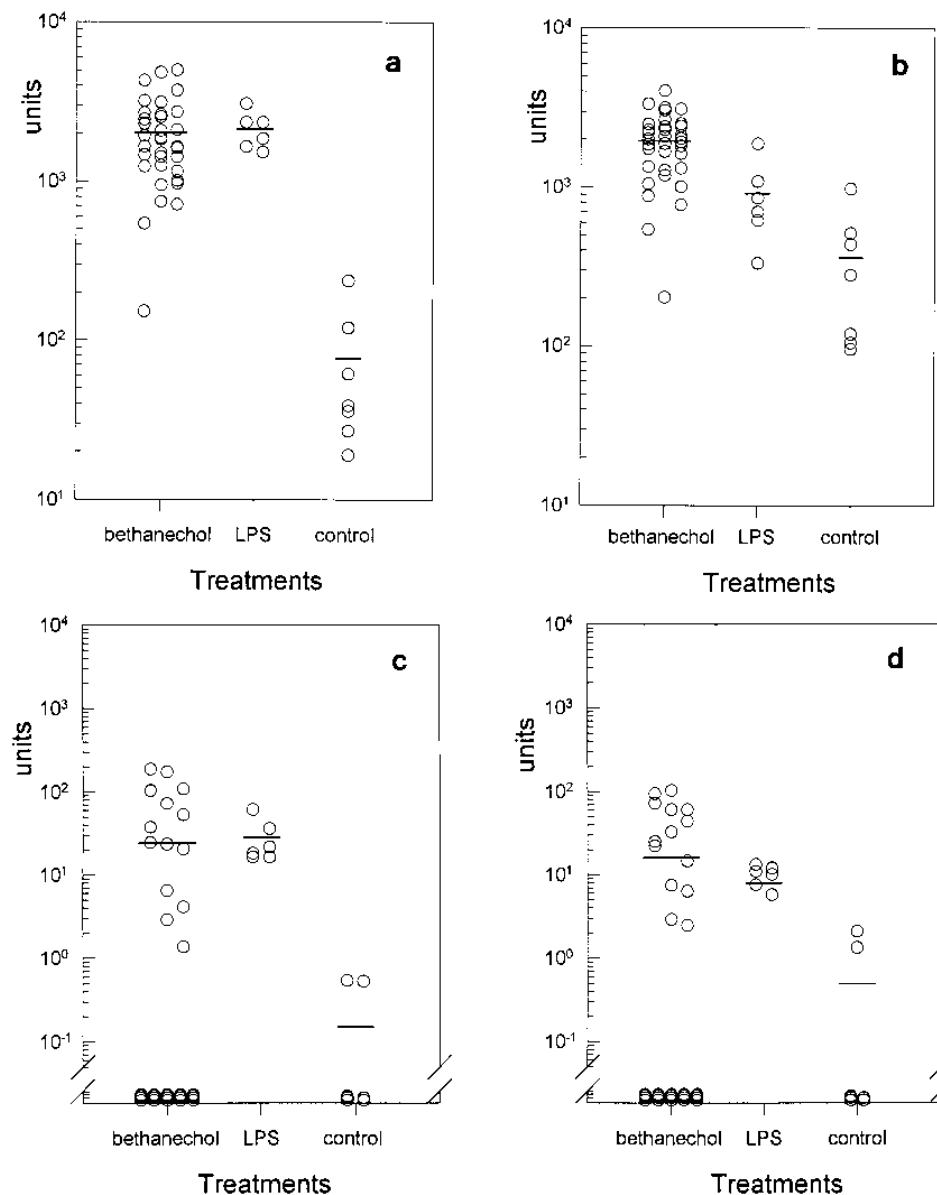 10⁴
a
units
10³
10²
10¹
bethanechol LPS control
Treatments
10⁴
b
units
10³
10²
10¹
bethanechol LPS control
Treatments
10⁴
c
10³
units
10²
10¹
10⁰
10⁻¹
bethanechol LPS control
Treatments
10⁴
d
10³
units
10²
10¹
10⁰
10⁻¹
bethanechol LPS control
Treatments